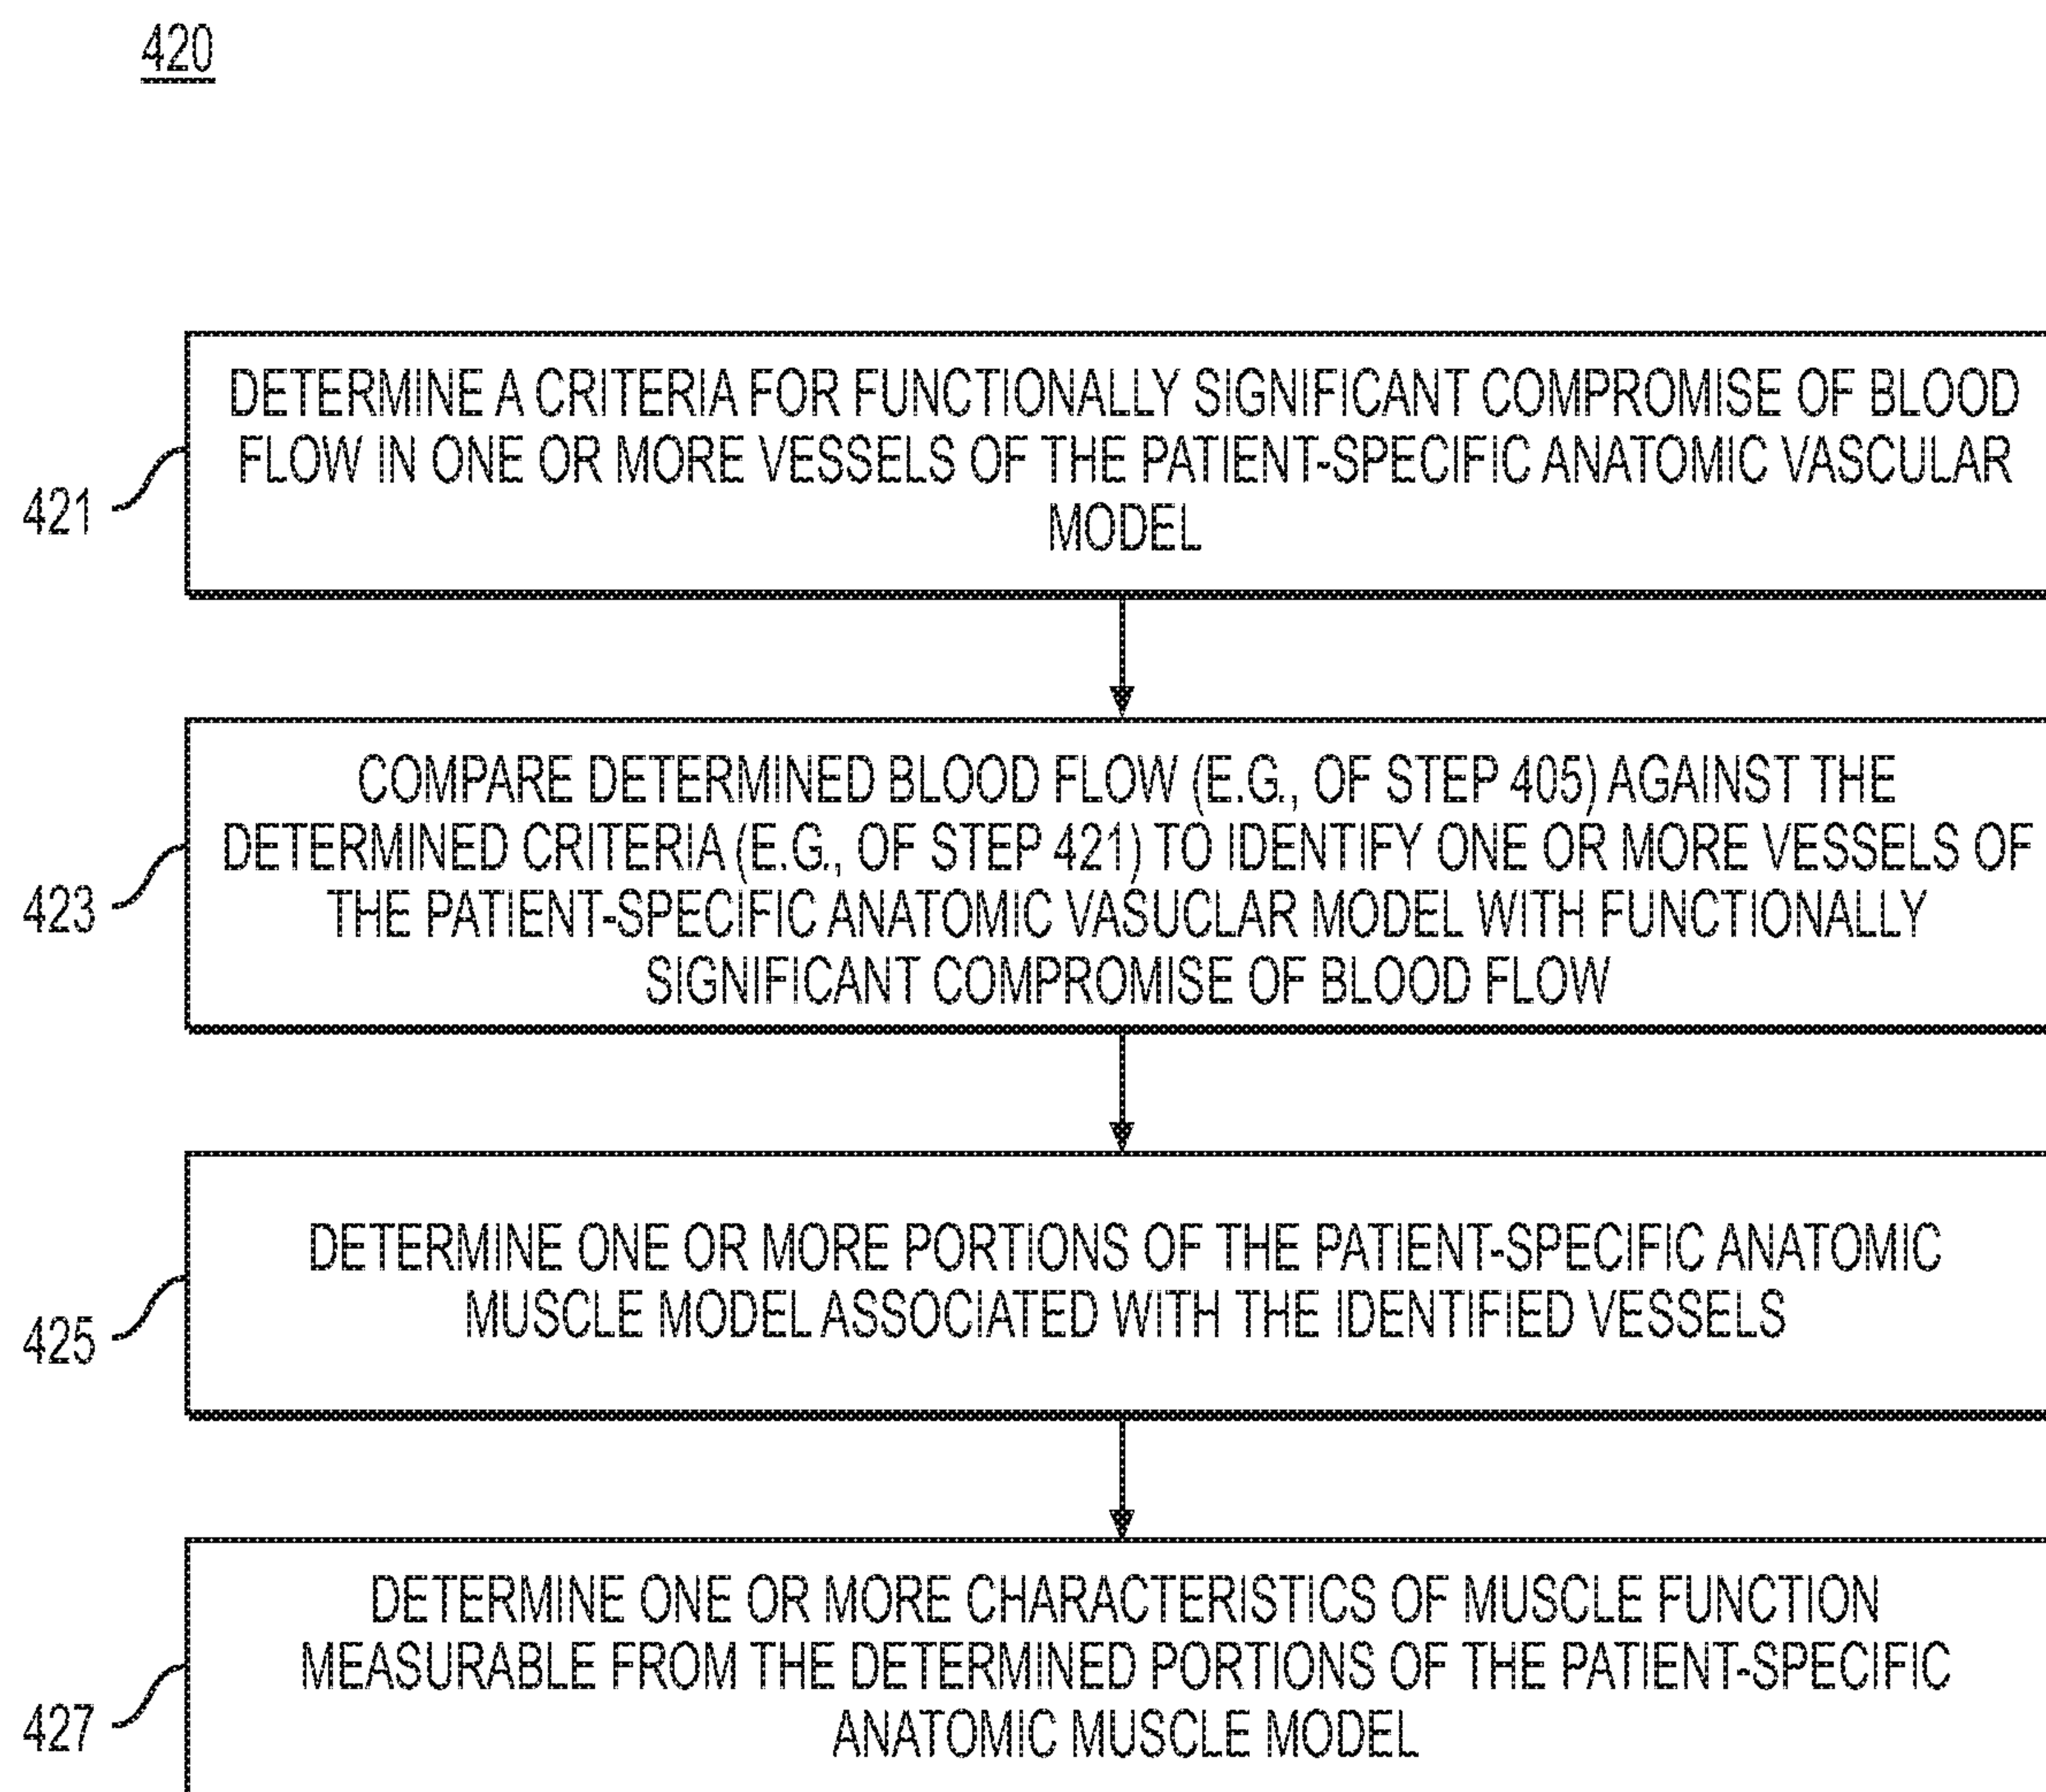 420
DETERMINE A CRITERIA FOR FUNCTIONALLY SIGNIFICANT COMPROMISE OF BLOOD
FLOW IN ONE OR MORE VESSELS OF THE PATIENT-SPECIFIC ANATOMIC VASCULAR
MODEL
421
COMPARE DETERMINED BLOOD FLOW (E.G., OF STEP 405) AGAINST THE
DETERMINED CRITERIA (E.G., OF STEP 421) TO IDENTIFY ONE OR MORE VESSELS OF
THE PATIENT-SPECIFIC ANATOMIC VASUCLAR MODEL WITH FUNCTIONALLY
SIGNIFICANT COMPROMISE OF BLOOD FLOW
423
DETERMINE ONE OR MORE PORTIONS OF THE PATIENT-SPECIFIC ANATOMIC
MUSCLE MODEL ASSOCIATED WITH THE IDENTIFIED VESSELS
425
DETERMINE ONE OR MORE CHARACTERISTICS OF MUSCLE FUNCTION
MEASURABLE FROM THE DETERMINED PORTIONS OF THE PATIENT-SPECIFIC
ANATOMIC MUSCLE MODEL
427